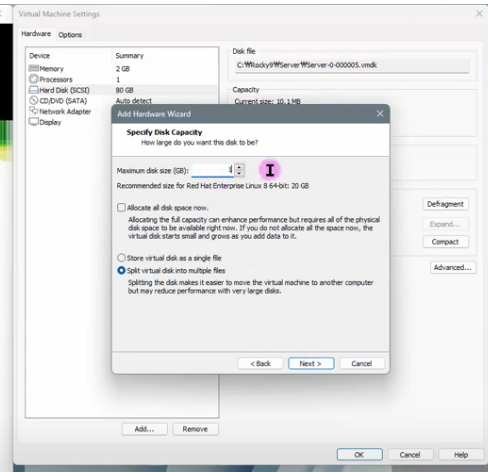 Virtual Machine Settings
Hardware Options
Device Summary
Memory 2 GB
Processors 1
Hard Disk (SCSI) 80 GB
CD/DVD (SATA) Auto detect
Network Adapter
Display
Disk file
C:₩Rocky9₩Server₩Server-0-000005.vmdk
Capacity
Current size: 10.1 MB
Add Hardware Wizard
Specify Disk Capacity
How large do you want this disk to be?
Maximum disk size (GB): 1
Recommended size for Red Hat Enterprise Linux 8 64-bit: 20 GB
Allocate all disk space now.
Allocating the full capacity can enhance performance but requires all of the physical
disk space to be available right now. If you do not allocate all the space now, the
virtual disk starts small and grows as you add data to it.
Store virtual disk as a single file
Split virtual disk into multiple files
Splitting the disk makes it easier to move the virtual machine to another computer
but may reduce performance with very large disks.
< Back Next > Cancel
Defragment
Expand...
Compact
Advanced...
Add... Remove
OK Cancel Help